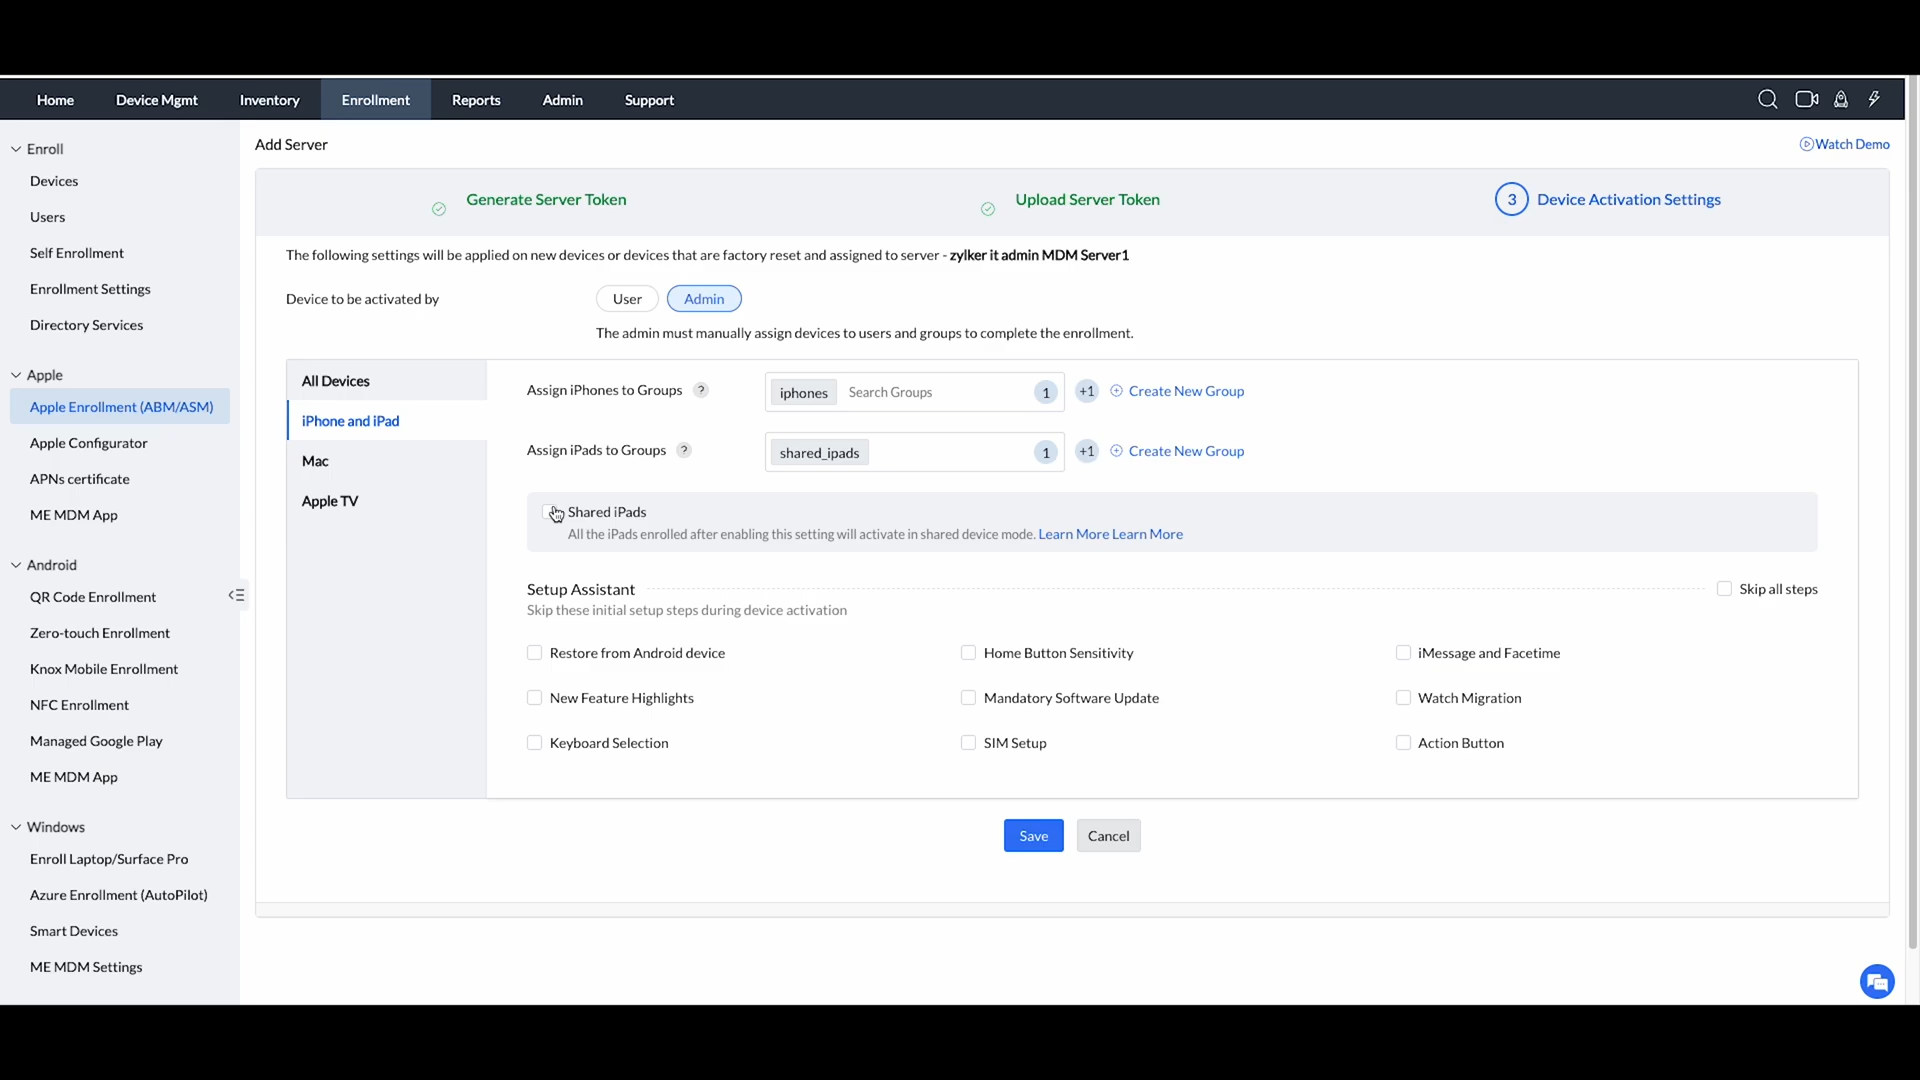 Home Device Mgmt Inventory Enrollment Reports Admin Support
Enroll
Devices
Users
Self Enrollment
Enrollment Settings
Directory Services
Apple
Apple Enrollment (ABM/ASM)
Apple Configurator
APNs certificate
ME MDM App
Android
QR Code Enrollment
Zero-touch Enrollment
Knox Mobile Enrollment
NFC Enrollment
Managed Google Play
ME MDM App
Windows
Enroll Laptop/Surface Pro
Azure Enrollment (AutoPilot)
Smart Devices
ME MDM Settings
Add Server
Watch Demo
Generate Server Token
Upload Server Token
3 Device Activation Settings
The following settings will be applied on new devices or devices that are factory reset and assigned to server - zylker it admin MDM Server1
Device to be activated by User Admin
The admin must manually assign devices to users and groups to complete the enrollment.
All Devices
iPhone and iPad
Mac
Apple TV
Assign iPhones to Groups ? iphones Search Groups 1 +1 Create New Group
Assign iPads to Groups ? shared_ipads 1 +1 Create New Group
Shared iPads
All the iPads enrolled after enabling this setting will activate in shared device mode. Learn More Learn More
Setup Assistant Skip all steps
Skip these initial setup steps during device activation
Restore from Android device Home Button Sensitivity iMessage and Facetime
New Feature Highlights Mandatory Software Update Watch Migration
Keyboard Selection SIM Setup Action Button
Save Cancel